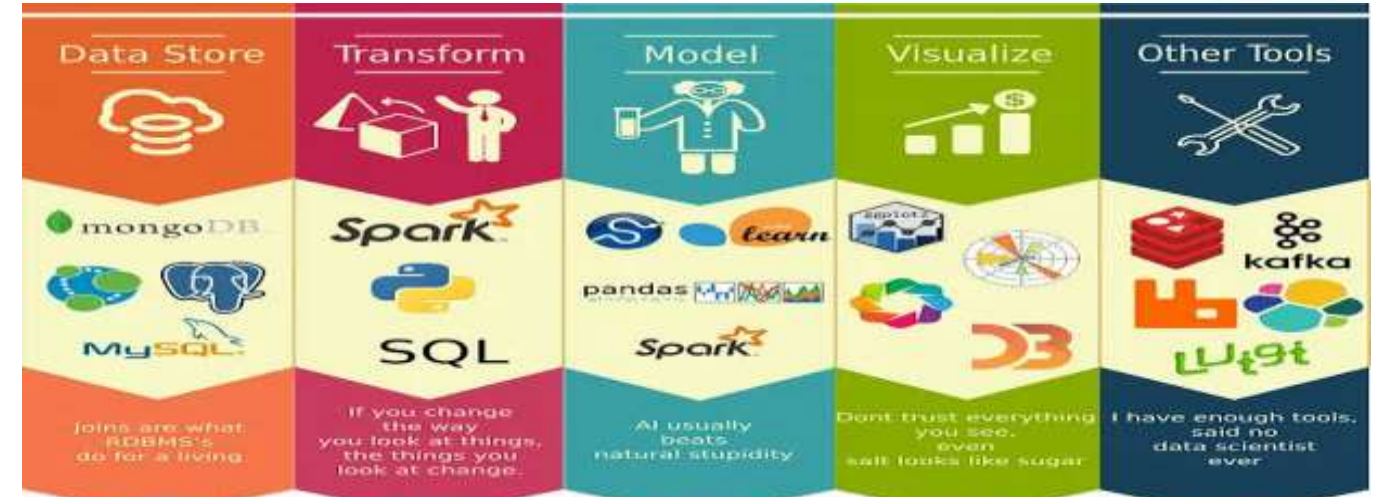 Data Store
mongoDB
MySQL
Joins are what
RDBMS's
do for a living
Transform
Spark
SQL
If you change
the way
you look at things,
the things you
look at change.
Model
learn
pandas
Spark
AI usually
beats
natural stupidity
Visualize
ggplot2
D3
Dont trust everything
you see,
even
salt looks like sugar
Other Tools
kafka
Luigi
I have enough tools,
said no
data scientist
ever